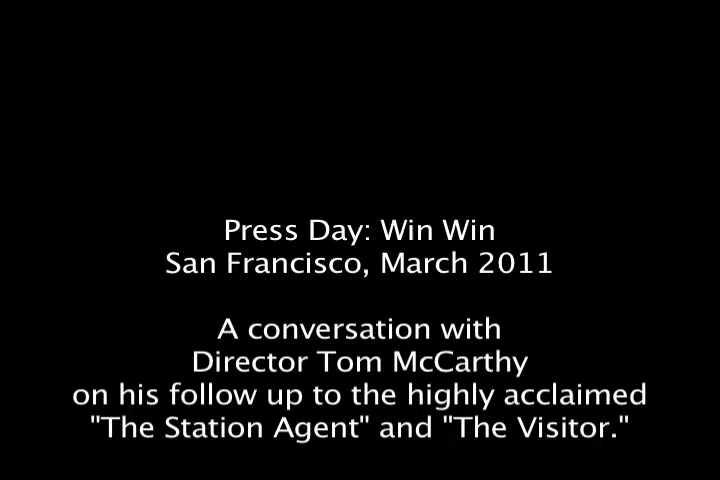 Press Day: Win Win
San Francisco, March 2011
A conversation with
Director Tom McCarthy
on his follow up to the highly acclaimed
"The Station Agent" and "The Visitor."